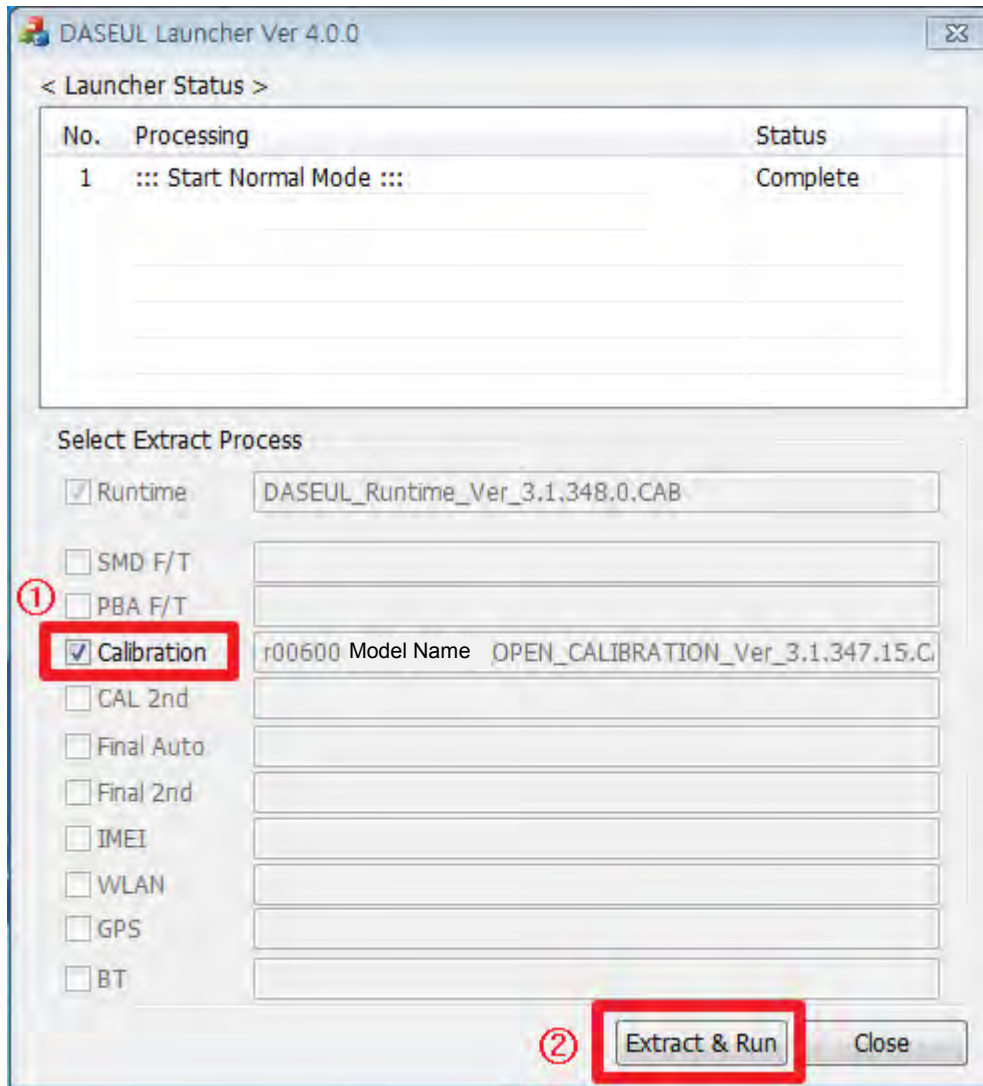 DASEUL Launcher Ver 4.0.0
< Launcher Status >
No. Processing Status
1 ::: Start Normal Mode ::: Complete
Select Extract Process
Runtime DASEUL_Runtime_Ver_3.1.348.0.CAB
SMD F/T
① PBA F/T
Calibration r00600 Model Name OPEN_CALIBRATION_Ver_3.1.347.15.C
CAL 2nd
Final Auto
Final 2nd
IMEI
WLAN
GPS
BT
② Extract & Run Close